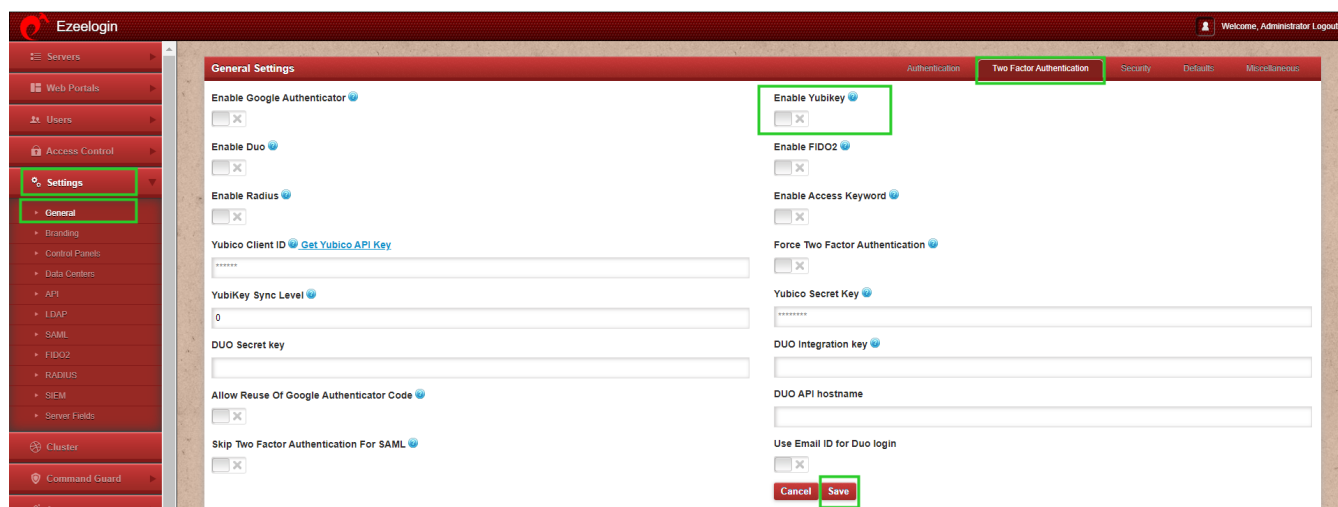 Ezeelogin
Welcome, Administrator Logout
Servers
Web Portals
Users
Access Control
Settings
General
Branding
Control Panels
Data Centers
API
LDAP
SAML
FIDO2
RADIUS
SIEM
Server Fields
Cluster
Command Guard
General Settings
Authentication
Two Factor Authentication
Security
Defaults
Miscellaneous
Enable Google Authenticator
Enable Yubikey
Enable Duo
Enable FIDO2
Enable Radius
Enable Access Keyword
Yubico Client ID Get Yubico API Key
******
Force Two Factor Authentication
YubiKey Sync Level
0
Yubico Secret Key
********
DUO Secret key
DUO Integration key
Allow Reuse Of Google Authenticator Code
DUO API hostname
Skip Two Factor Authentication For SAML
Use Email ID for Duo login
Cancel
Save